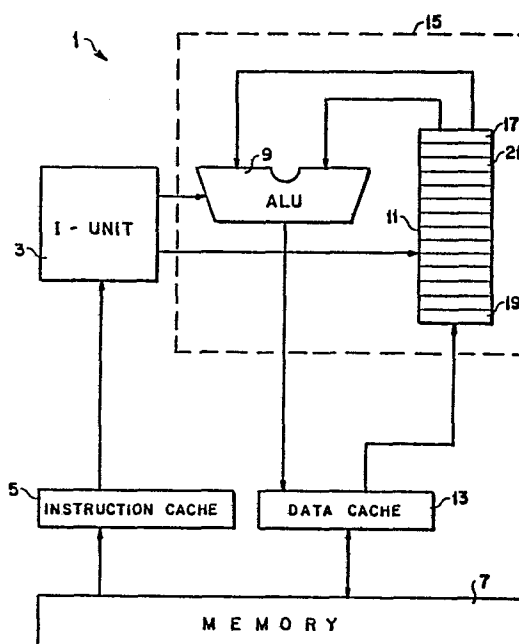 1
15
17
21
9
ALU
11
I - UNIT
3
19
5
INSTRUCTION CACHE
DATA CACHE
13
7
MEMORY